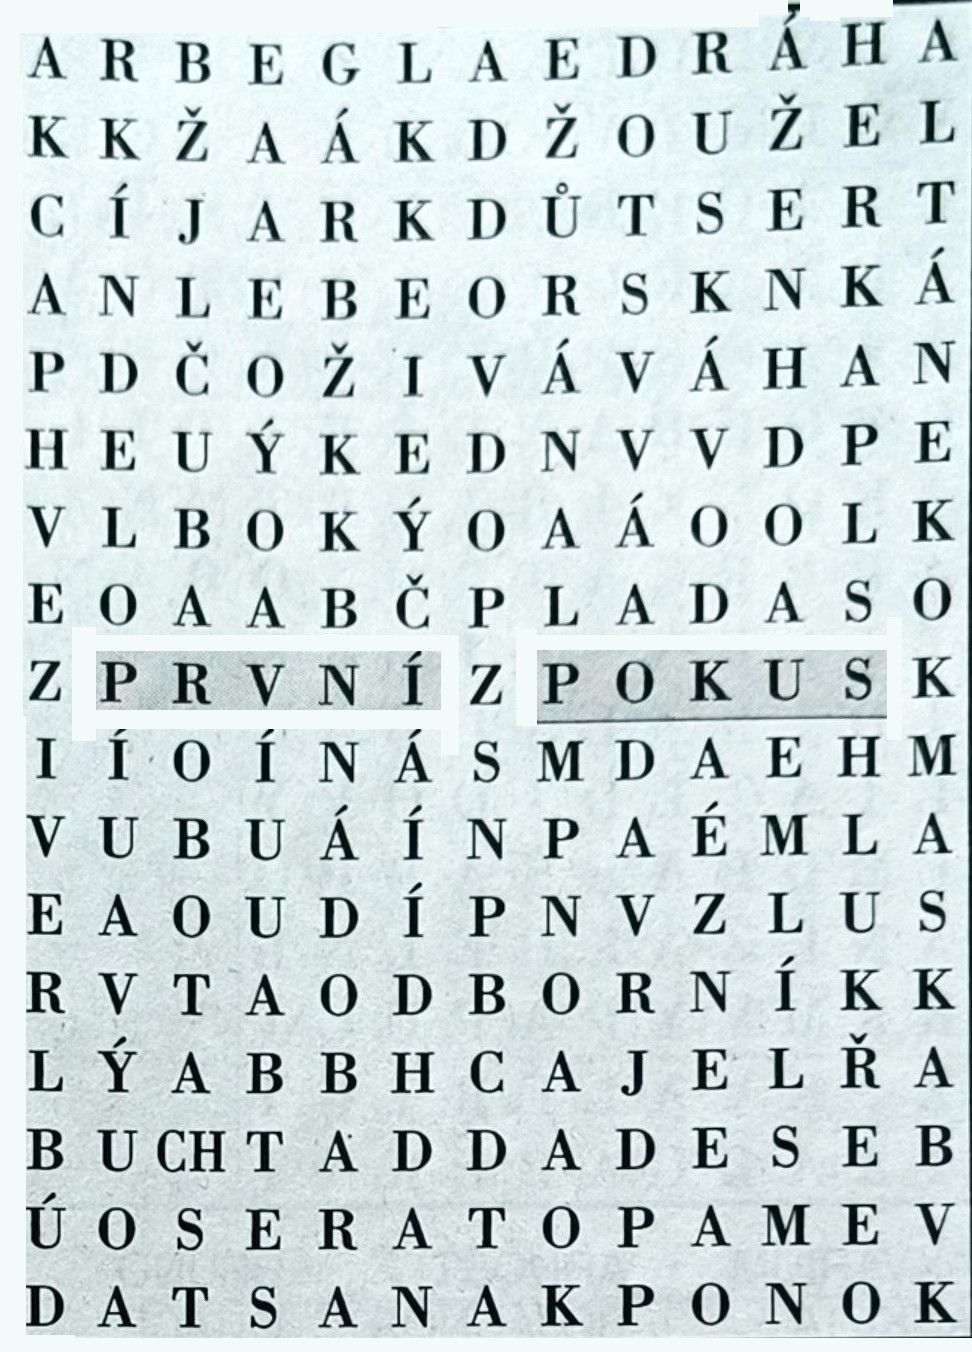 A R B E G L A E D R Á H A
K K Ž A Á K D Ž O U Ž E L
C Í J A R K D Ů T S E R T
A N L E B E O R S K N K Á
P D Č O Ž I V Á V Á H A N
H E U Ý K E D N V V D P E
V L B O K Ý O A Á O O L K
E O A A B Č P L A D A S O
Z P R V N Í Z P O K U S K
I Í O Í N Á S M D A E H M
V U B U Á Í N P A É M L A
E A O U D Í P N V Z L U S
R V T A O D B O R N Í K K
L Ý A B B H C A J E L Ř A
B U CH T A D D A D E S E B
Ú O S E R A T O P A M E V
D A T S A N A K P O N O K